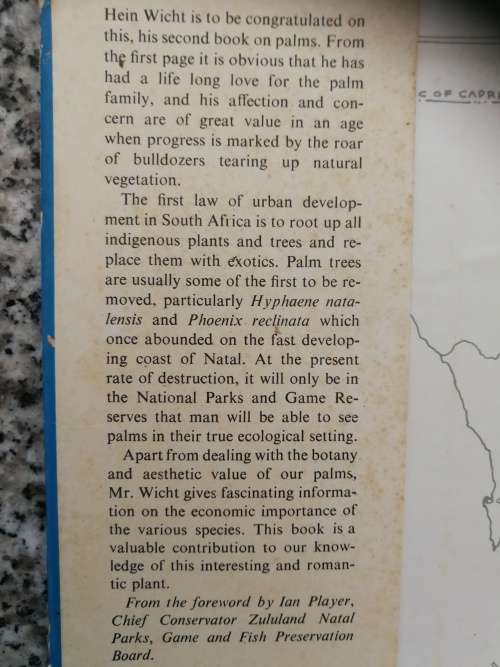 Hein Wicht is to be congratulated on
this, his second book on palms. From
the first page it is obvious that he has
had a life long love for the palm
family, and his affection and con-
cern are of great value in an age
when progress is marked by the roar
of bulldozers tearing up natural
vegetation.
The first law of urban develop-
ment in South Africa is to root up all
indigenous plants and trees and re-
place them with exotics. Palm trees
are usually some of the first to be re-
moved, particularly Hyphaene nata-
lensis and Phoenix reclinata which
once abounded on the fast develop-
ing coast of Natal. At the present
rate of destruction, it will only be in
the National Parks and Game Re-
serves that man will be able to see
palms in their true ecological setting.
Apart from dealing with the botany
and aesthetic value of our palms,
Mr. Wicht gives fascinating informa-
tion on the economic importance of
the various species. This book is a
valuable contribution to our know-
ledge of this interesting and roman-
tic plant.
From the foreword by Ian Player,
Chief Conservator Zululand Natal
Parks, Game and Fish Preservation
Board.
OF